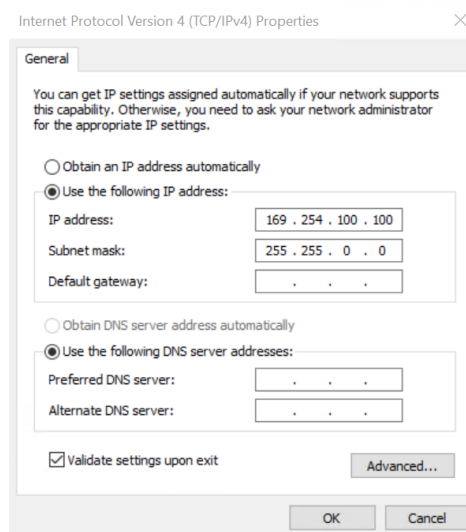 Internet Protocol Version 4 (TCP/IPv4) Properties
General
You can get IP settings assigned automatically if your network supports
this capability. Otherwise, you need to ask your network administrator
for the appropriate IP settings.
Obtain an IP address automatically
Use the following IP address:
IP address: 169 . 254 . 100 . 100
Subnet mask: 255 . 255 . 0 . 0
Default gateway: . . .
Obtain DNS server address automatically
Use the following DNS server addresses:
Preferred DNS server: . . .
Alternate DNS server: . . .
Validate settings upon exit
Advanced...
OK Cancel